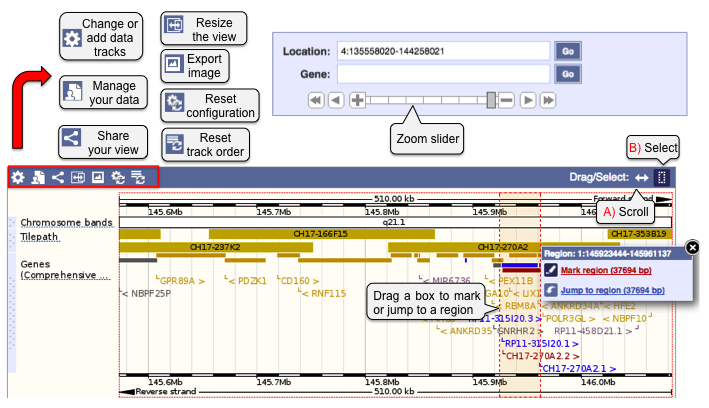 Change or
add data
tracks
Resize
the view
Export
image
Manage
your data
Reset
configuration
Share
your view
Reset
track order
Location: 4:135558020-144258021 Go
Gene: Go
Zoom slider
B) Select
Drag/Select:
A) Scroll
510.00 kb Forward
145.6Mb 145.7Mb 145.8Mb 145.9Mb 146.
Chromosome bands q21.1
Tilepath CH17-166F15 CH17-353B19
CH17-237K2 CH17-270A2
Genes
(Comprehensive ...
Region: 1:145923444-145961137
Mark region (37694 bp)
Jump to region (37694 bp)
GPR89A > < PDZK1 CD160 > < MIR6736 PEX11B
< NBPF25P < RNF115 < LIX1
Drag a box to mark
or jump to a region
RBM8A < ANKRD34A < HFE2
RP11-315I20.3 > POLR3GL > < NBPF10
< ANKRD35 GNRHR2 > RP11-458D21.1 >
RP11-315I20.1 >
CH17-270A2.2 >
CH17-270A2.1 >
145.6Mb 145.7Mb 145.8Mb 145.9Mb 146.0Mb
Reverse strand 510.00 kb